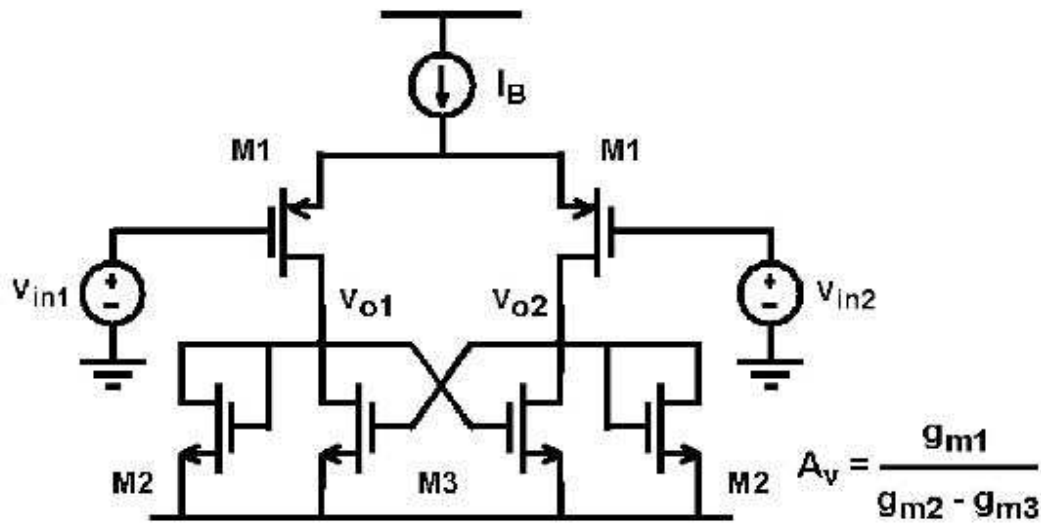 I_B
M1
M1
v_in1
v_o1
v_o2
v_in2
+
-
+
-
M2
M3
M2
A_v = g_m1 / (g_m2 - g_m3)